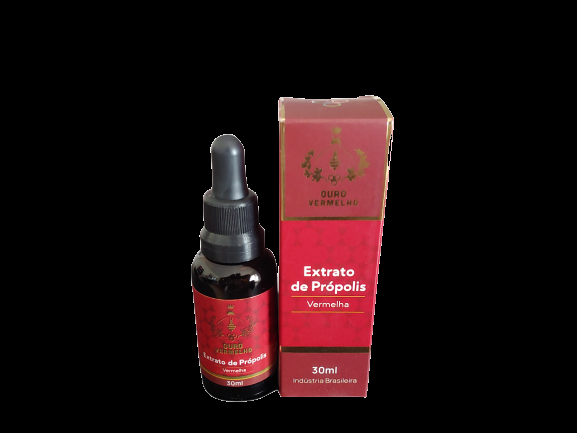 OURO
VERMELHO
Extrato
de Própolis
Vermelha
30ml
Indústria Brasileira
OURO
VERMELHO
Extrato de Própolis
Vermelha
30ml